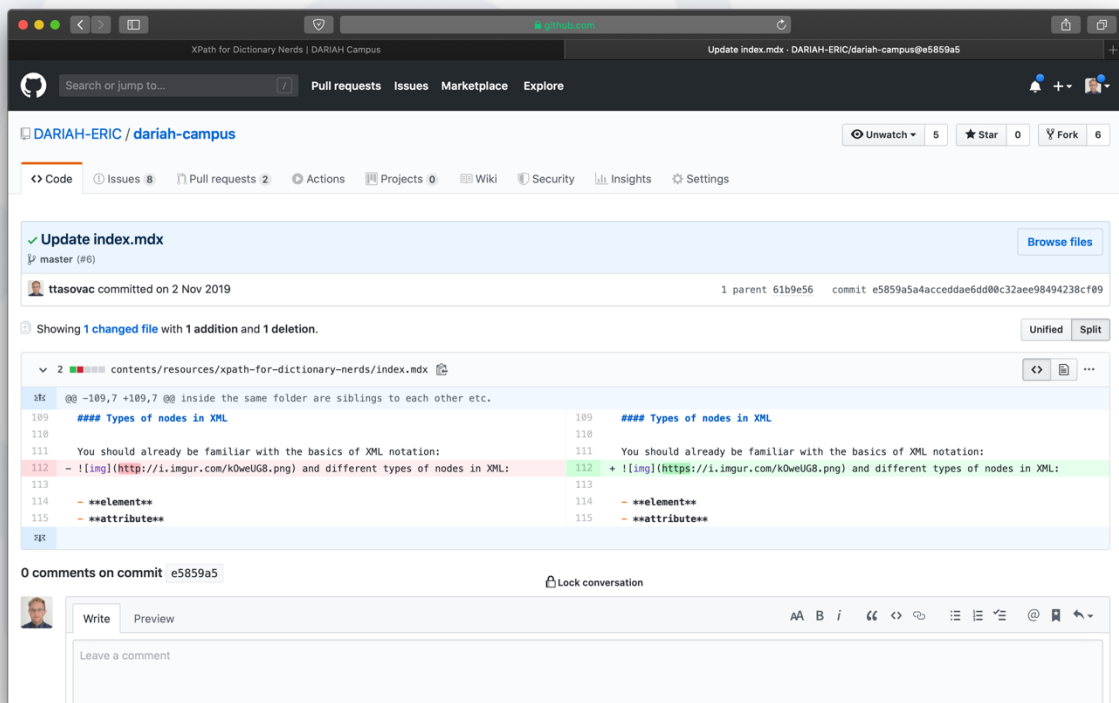 github.com
XPath for Dictionary Nerds | DARIAH Campus
Update index.mdx · DARIAH-ERIC/dariah-campus@e5859a5
Search or jump to... /
Pull requests Issues Marketplace Explore
DARIAH-ERIC / dariah-campus
Unwatch 5 Star 0 Fork 6
Code Issues 8 Pull requests 2 Actions Projects 0 Wiki Security Insights Settings
Update index.mdx
Browse files
master (#6)
ttasovac committed on 2 Nov 2019
1 parent 61b9e56 commit e5859a5a4acceddae6dd00c32aee98494238cf09
Showing 1 changed file with 1 addition and 1 deletion.
Unified Split
2 contents/resources/xpath-for-dictionary-nerds/index.mdx
@@ -109,7 +109,7 @@ inside the same folder are siblings to each other etc.
109 #### Types of nodes in XML 109 #### Types of nodes in XML
110 110
111 You should already be familiar with the basics of XML notation: 111 You should already be familiar with the basics of XML notation:
112 - ![img](http://i.imgur.com/kOweUG8.png) and different types of nodes in XML: 112 + ![img](https://i.imgur.com/kOweUG8.png) and different types of nodes in XML:
113 113
114 - **element** 114 - **element**
115 - **attribute** 115 - **attribute**
0 comments on commit e5859a5
Lock conversation
Write Preview
AA B i
Leave a comment